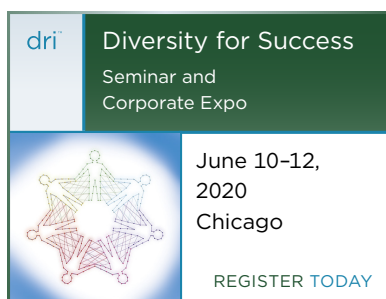 dri™
Diversity for Success
Seminar and
Corporate Expo
June 10–12,
2020
Chicago
REGISTER TODAY